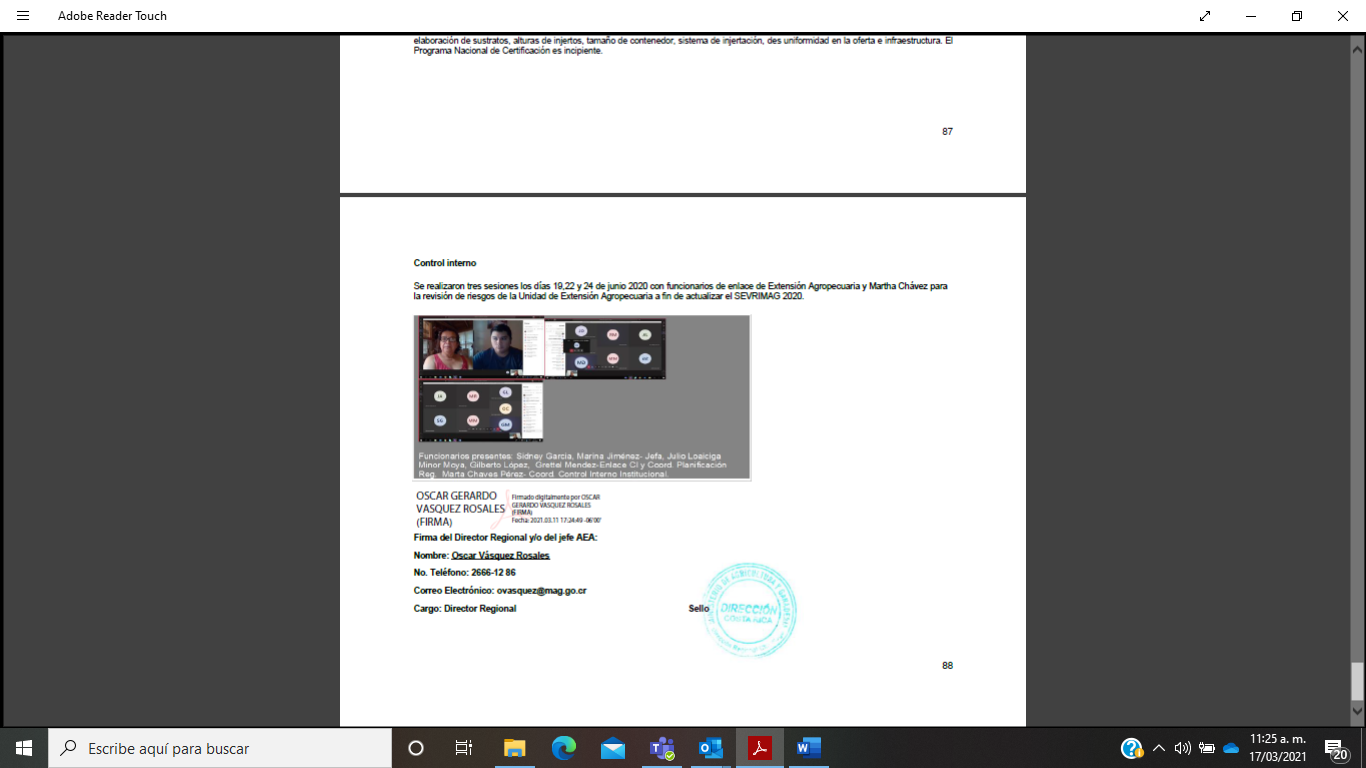 Adobe Reader Touch
elaboración de sustratos, alturas de injertos, tamaño de contenedor, sistema de injertación, des uniformidad en la oferta e infraestructura. El
Programa Nacional de Certificación es incipiente.
87
Control interno
Se realizaron tres sesiones los días 19,22 y 24 de junio 2020 con funcionarios de enlace de Extensión Agropecuaria y Martha Chávez para
la revisión de riesgos de la Unidad de Extensión Agropecuaria a fin de actualizar el SEVRIMAG 2020.
Funcionarios presentes: Sidney Garcia, Marina Jiménez- Jefa, Julio Loaiciga
Minor Moya, Gilberto López, Grettel Mendez-Enlace CI y Coord. Planificación
Reg. Marta Chaves Pérez- Coord. Control Interno Institucional.
OSCAR GERARDO
VASQUEZ ROSALES
(FIRMA)
Firmado digitalmente por OSCAR
GERARDO VASQUEZ ROSALES
(FIRMA)
Fecha: 2021.03.11 17:24:49 -06'00'
Firma del Director Regional y/o del jefe AEA:
Nombre: Oscar Vásquez Rosales
No. Teléfono: 2666-12 86
Correo Electrónico: ovasquez@mag.go.cr
Cargo: Director Regional
Sello
DIRECCIÓN
COSTA RICA
88
Escribe aquí para buscar
11:25 a. m.
17/03/2021
20